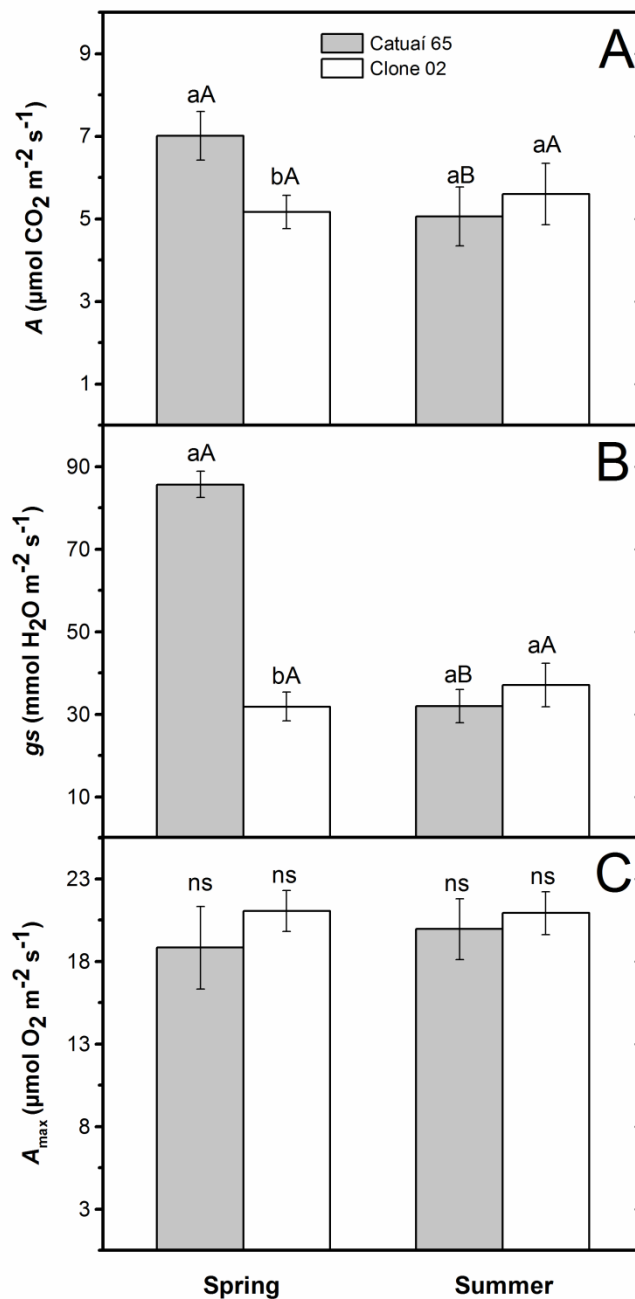 A
Catuaí 65
Clone 02
A (µmol CO2 m-2 s-1)
9
7
5
3
1
aA
bA
aB
aA
B
gs (mmol H2O m-2 s-1)
90
70
50
30
10
aA
bA
aB
aA
C
Amax (µmol O2 m-2 s-1)
23
18
13
8
3
ns
ns
ns
ns
Spring
Summer